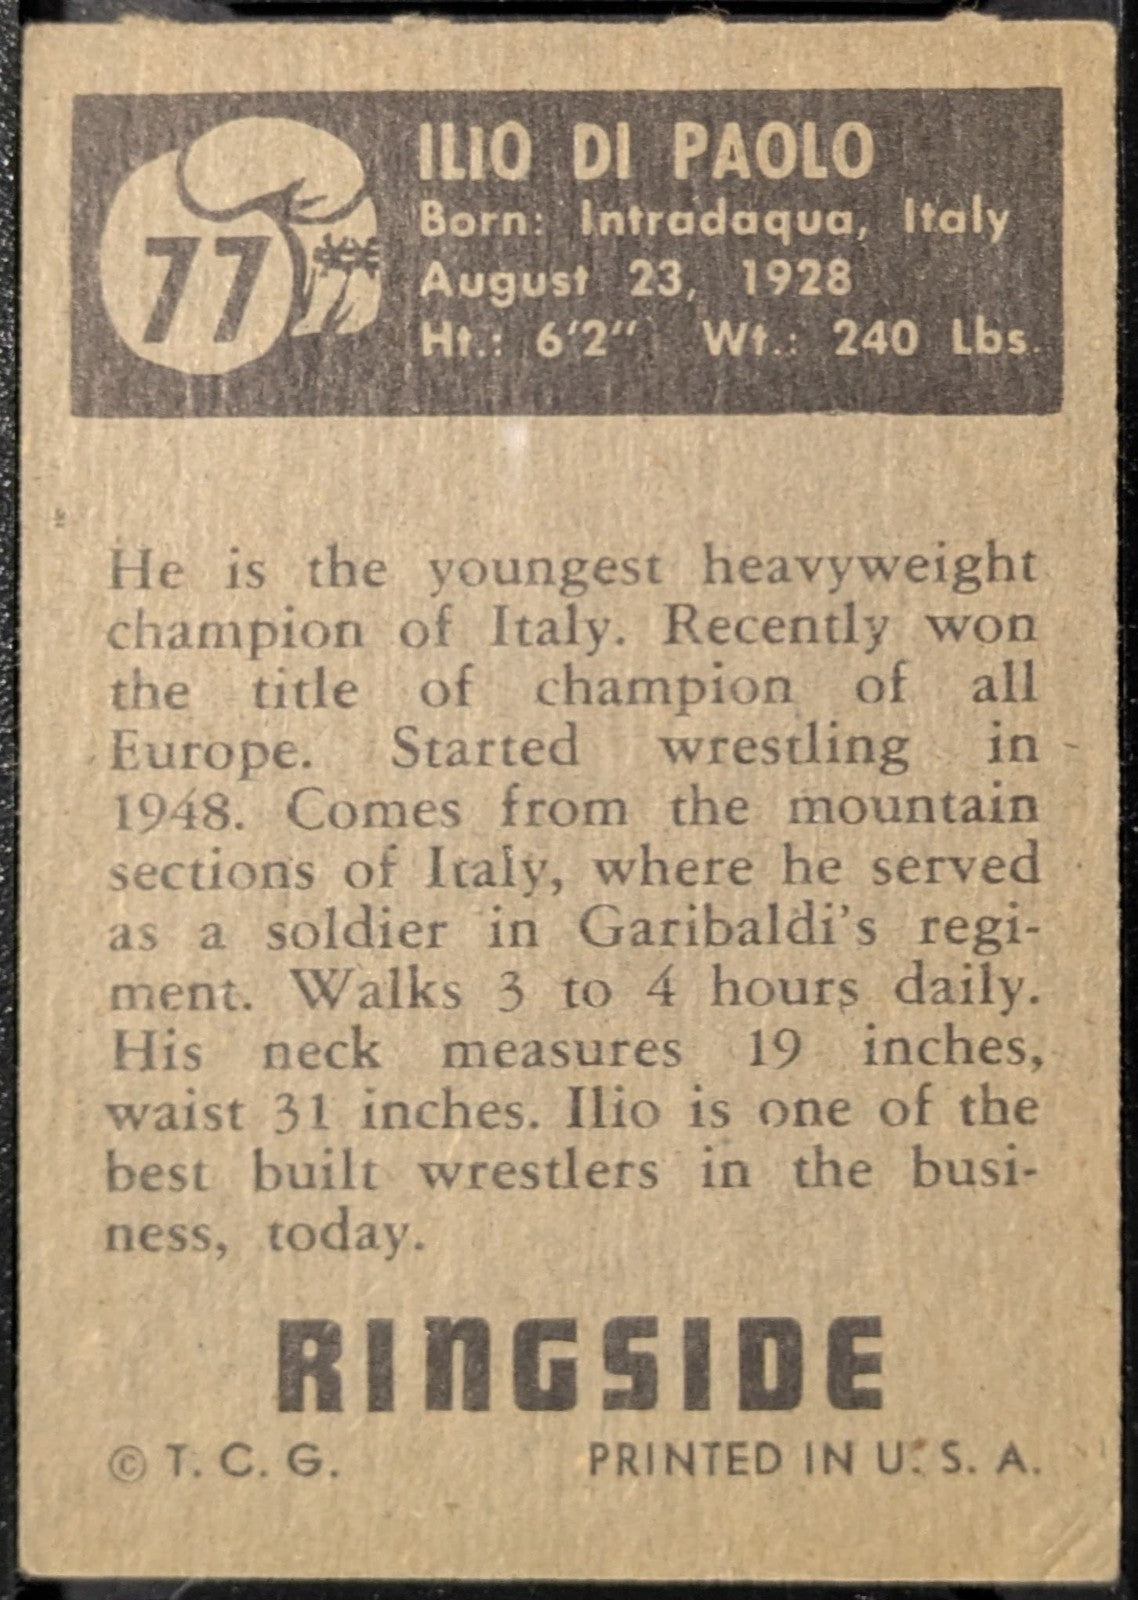 77
ILIO DI PAOLO
Born: Intradaqua, Italy
August 23, 1928
Ht.: 6'2" Wt.: 240 Lbs.
He is the youngest heavyweight
champion of Italy. Recently won
the title of champion of all
Europe. Started wrestling in
1948. Comes from the mountain
sections of Italy, where he served
as a soldier in Garibaldi's regi-
ment. Walks 3 to 4 hours daily.
His neck measures 19 inches,
waist 31 inches. Ilio is one of the
best built wrestlers in the busi-
ness, today.
RINGSIDE
© T. C. G. PRINTED IN U. S. A.